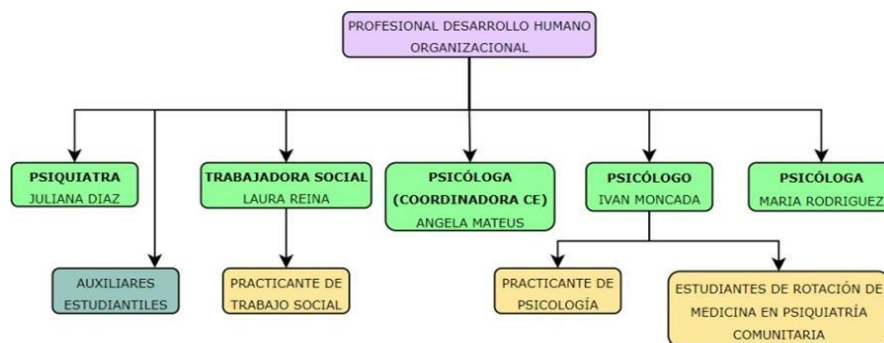 PROFESIONAL DESARROLLO HUMANO
ORGANIZACIONAL
PSIQUIATRA
JULIANA DIAZ
TRABAJADORA SOCIAL
LAURA REINA
PSICÓLOGA
(COORDINADORA CE)
ANGELA MATEUS
PSICÓLOGO
IVAN MONCADA
PSICÓLOGA
MARIA RODRIGUEZ
AUXILIARES
ESTUDIANTILES
PRACTICANTE DE
TRABAJO SOCIAL
PRACTICANTE DE
PSICOLOGÍA
ESTUDIANTES DE ROTACIÓN DE
MEDICINA EN PSIQUIATRÍA
COMUNITARIA